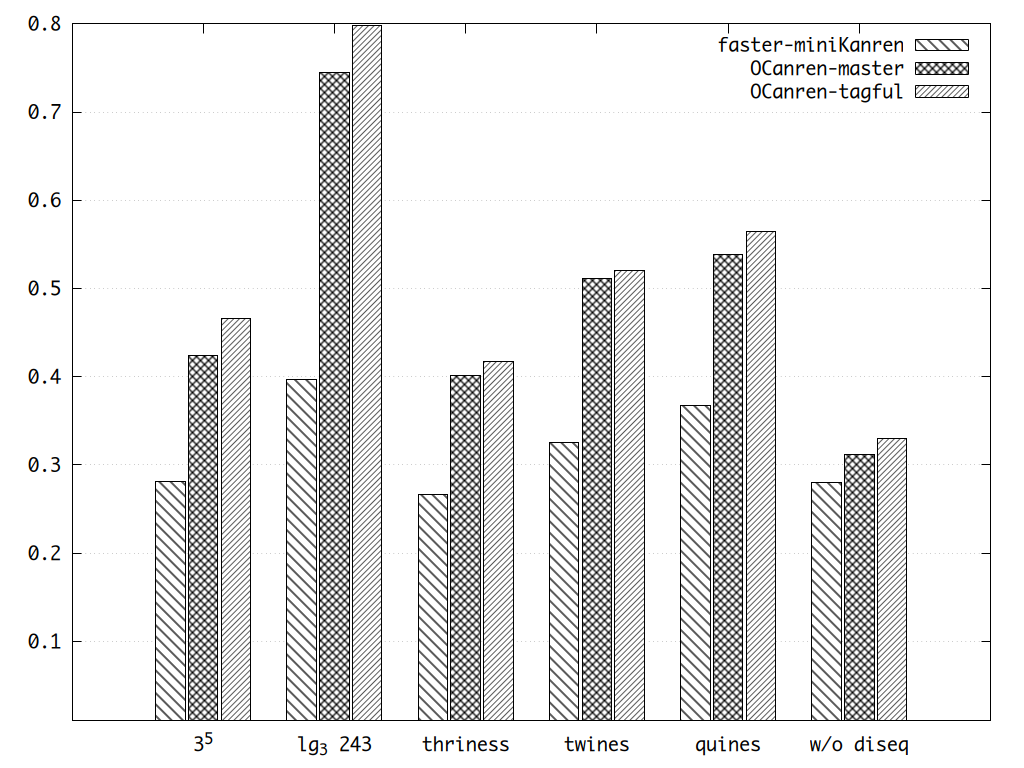 0.8
0.7
0.6
0.5
0.4
0.3
0.2
0.1
faster-miniKanren
OCanren-master
OCanren-tagful
3⁵
lg₃ 243
thriness
twines
quines
w/o diseq